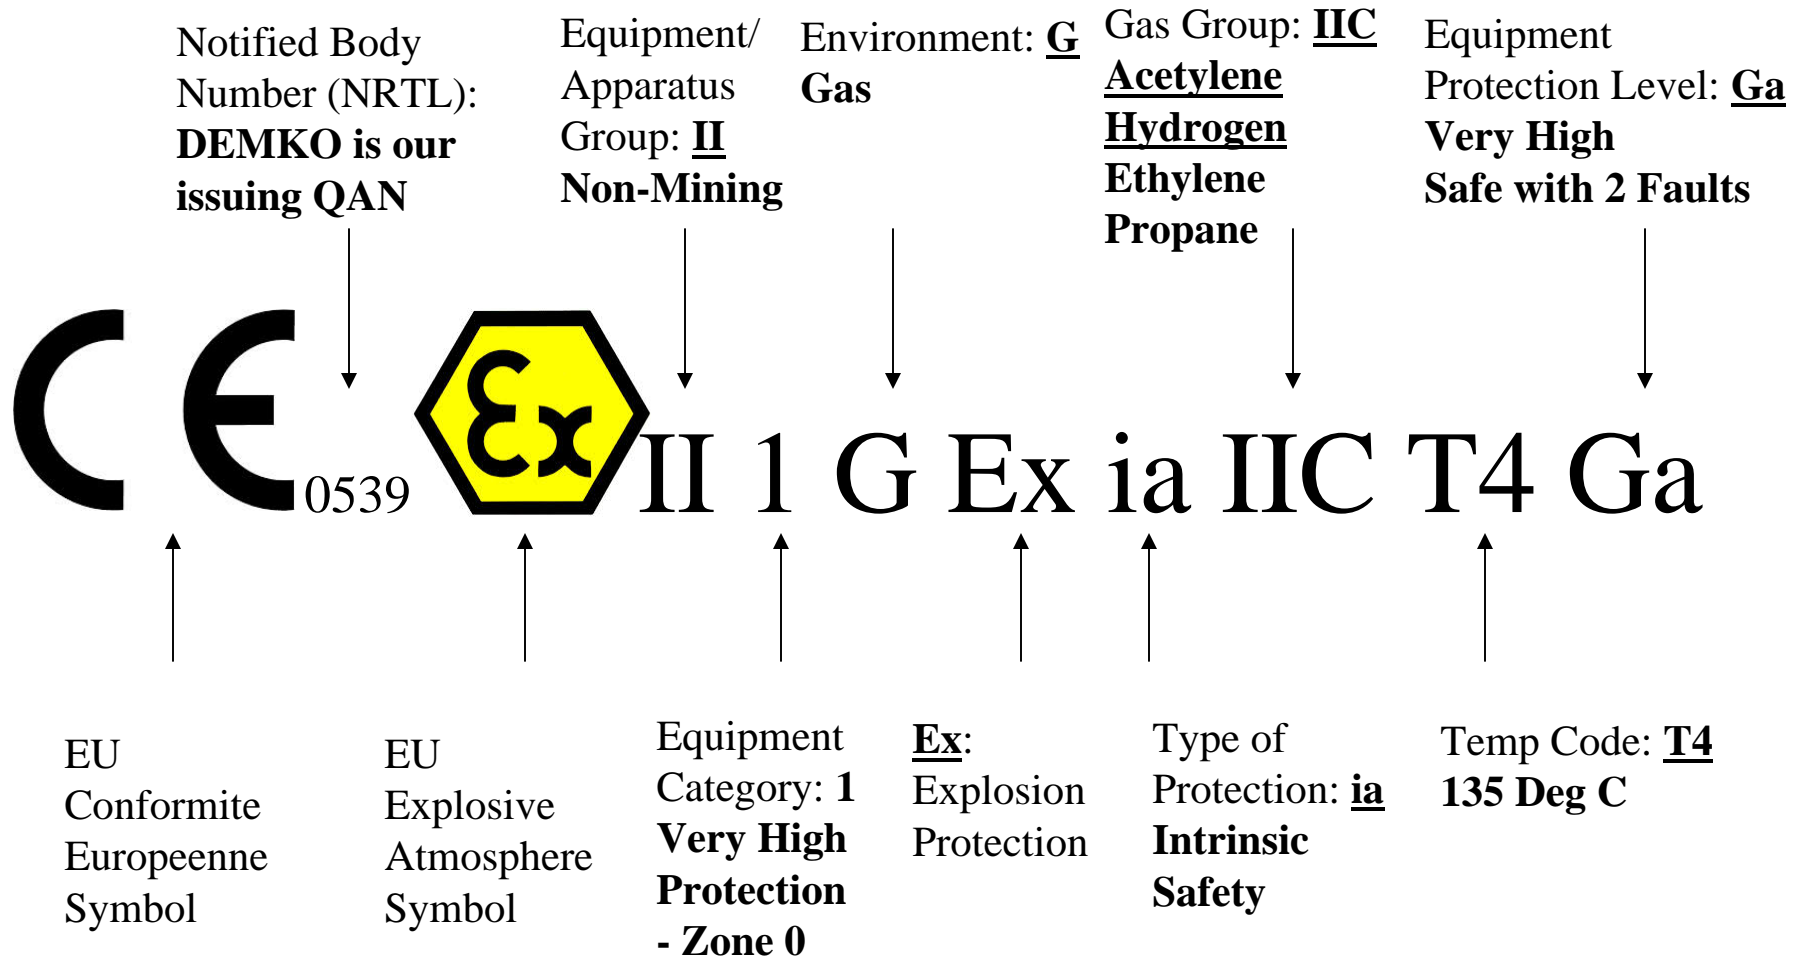 Notified Body
Number (NRTL):
DEMKO is our
issuing QAN
Equipment/
Apparatus
Group: II
Non-Mining
Environment: G
Gas
Gas Group: IIC
Acetylene
Hydrogen
Ethylene
Propane
Equipment
Protection Level: Ga
Very High
Safe with 2 Faults
CE 0539 Ex II 1 G Ex ia IIC T4 Ga
EU
Conformite
Europeenne
Symbol
EU
Explosive
Atmosphere
Symbol
Equipment
Category: 1
Very High
Protection
- Zone 0
Ex:
Explosion
Protection
Type of
Protection: ia
Intrinsic
Safety
Temp Code: T4
135 Deg C